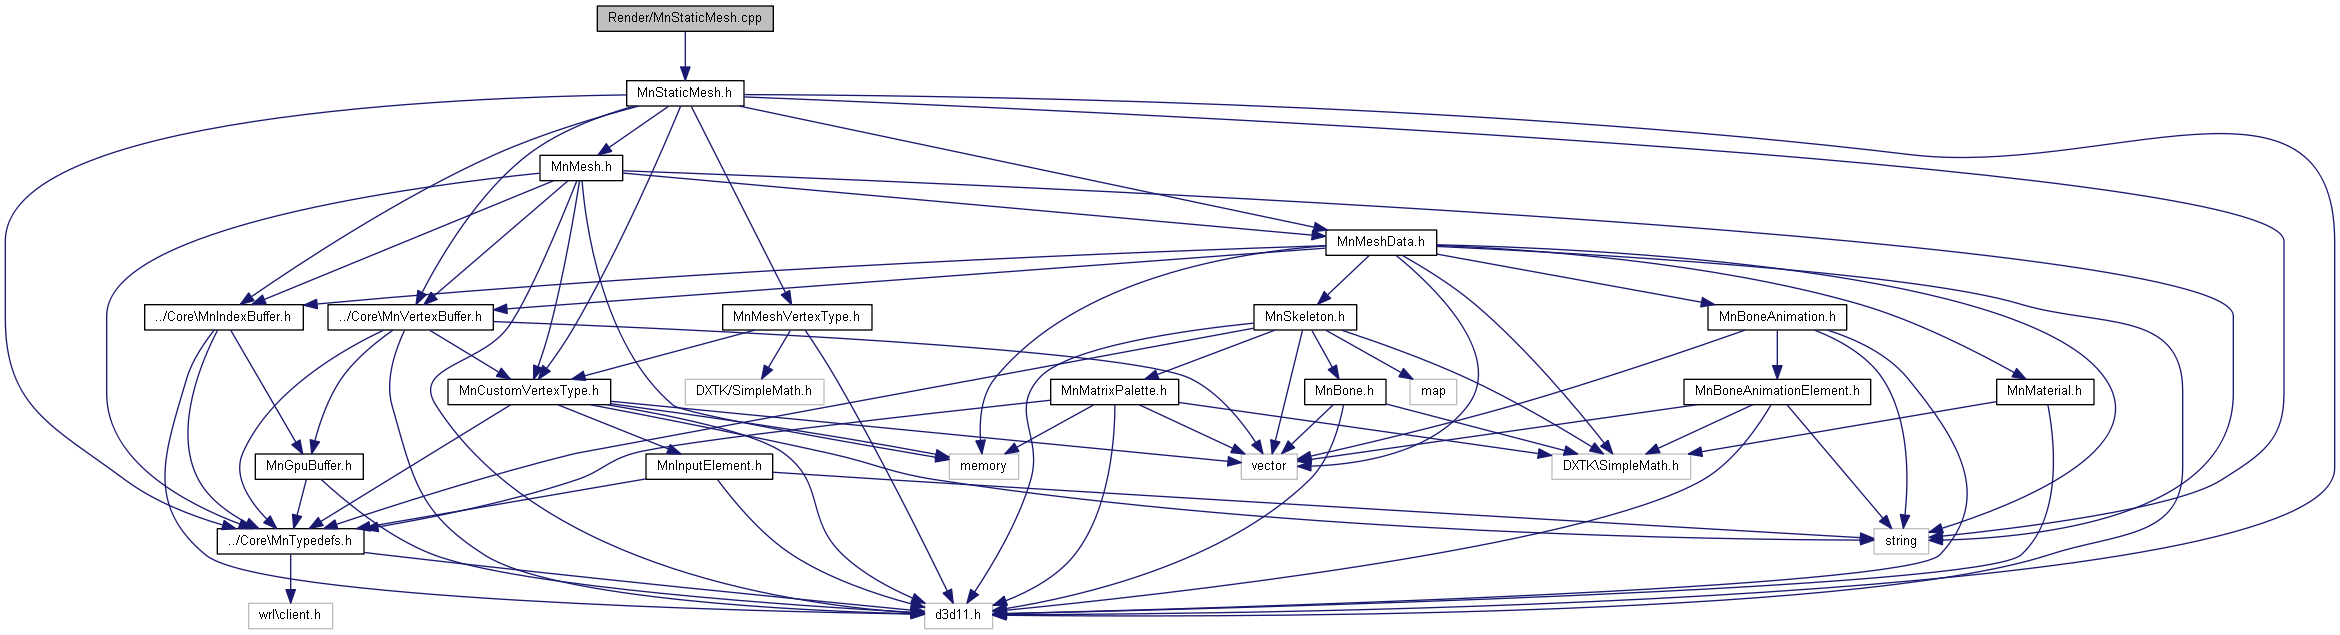 Render/MnStaticMesh.cpp
MnStaticMesh.h
MnMesh.h
MnMeshData.h
../Core\MnIndexBuffer.h
../Core\MnVertexBuffer.h
MnMeshVertexType.h
MnSkeleton.h
MnBoneAnimation.h
MnCustomVertexType.h
DXTK/SimpleMath.h
MnMatrixPalette.h
MnBone.h
map
MnBoneAnimationElement.h
MnMaterial.h
MnGpuBuffer.h
MnInputElement.h
memory
vector
DXTK\SimpleMath.h
../Core\MnTypedefs.h
string
wrl\client.h
d3d11.h